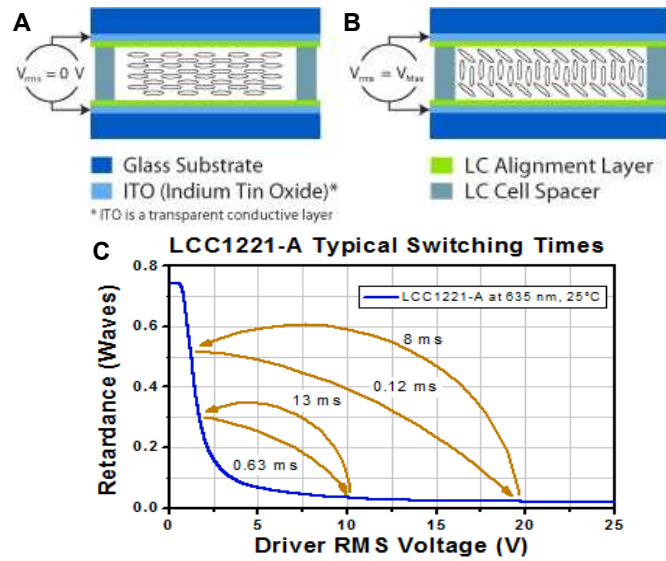 A
B
V_rms = 0 V
V_rms = V_Max
Glass Substrate
ITO (Indium Tin Oxide)*
* ITO is a transparent conductive layer
LC Alignment Layer
LC Cell Spacer
C
LCC1221-A Typical Switching Times
LCC1221-A at 635 nm, 25°C
Retardance (Waves)
0.8
0.6
0.4
0.2
0.0
8 ms
0.12 ms
13 ms
0.63 ms
0 5 10 15 20 25
Driver RMS Voltage (V)